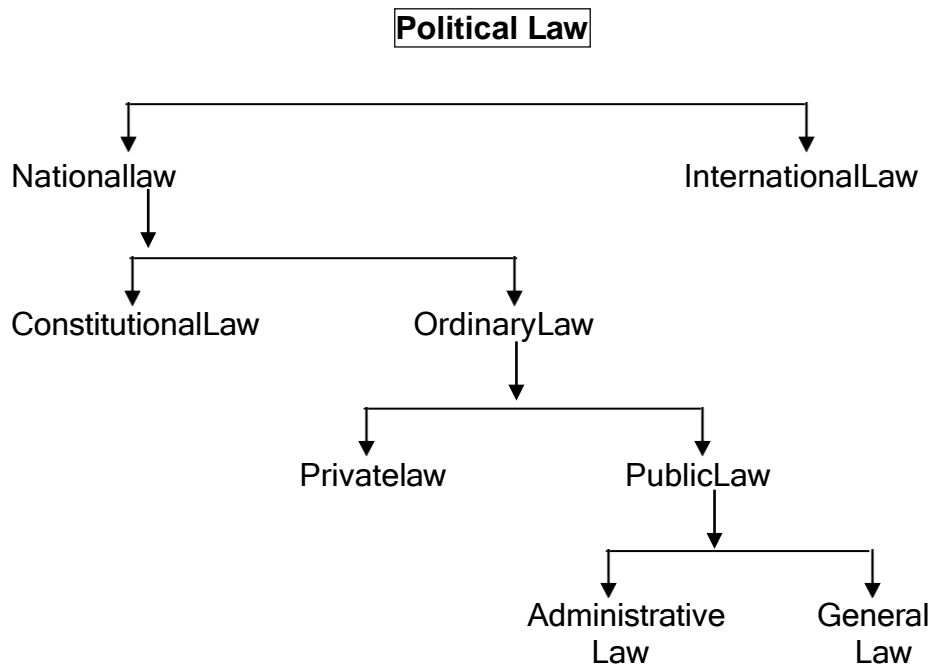 Political Law
Nationallaw
InternationalLaw
ConstitutionalLaw
OrdinaryLaw
Privatelaw
PublicLaw
Administrative
Law
General
Law